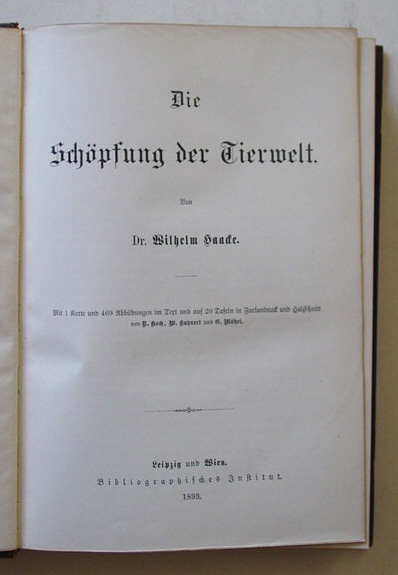 Die
Schöpfung der Tierwelt.
Von
Dr. Wilhelm Haacke.
Mit 1 Karte und 469 Abbildungen im Text und auf 20 Tafeln in Farbendruck und Holzschnitt
von R. Koch, W. Kuhnert und G. Mützel.
Leipzig und Wien.
Bibliographisches Institut.
1893.